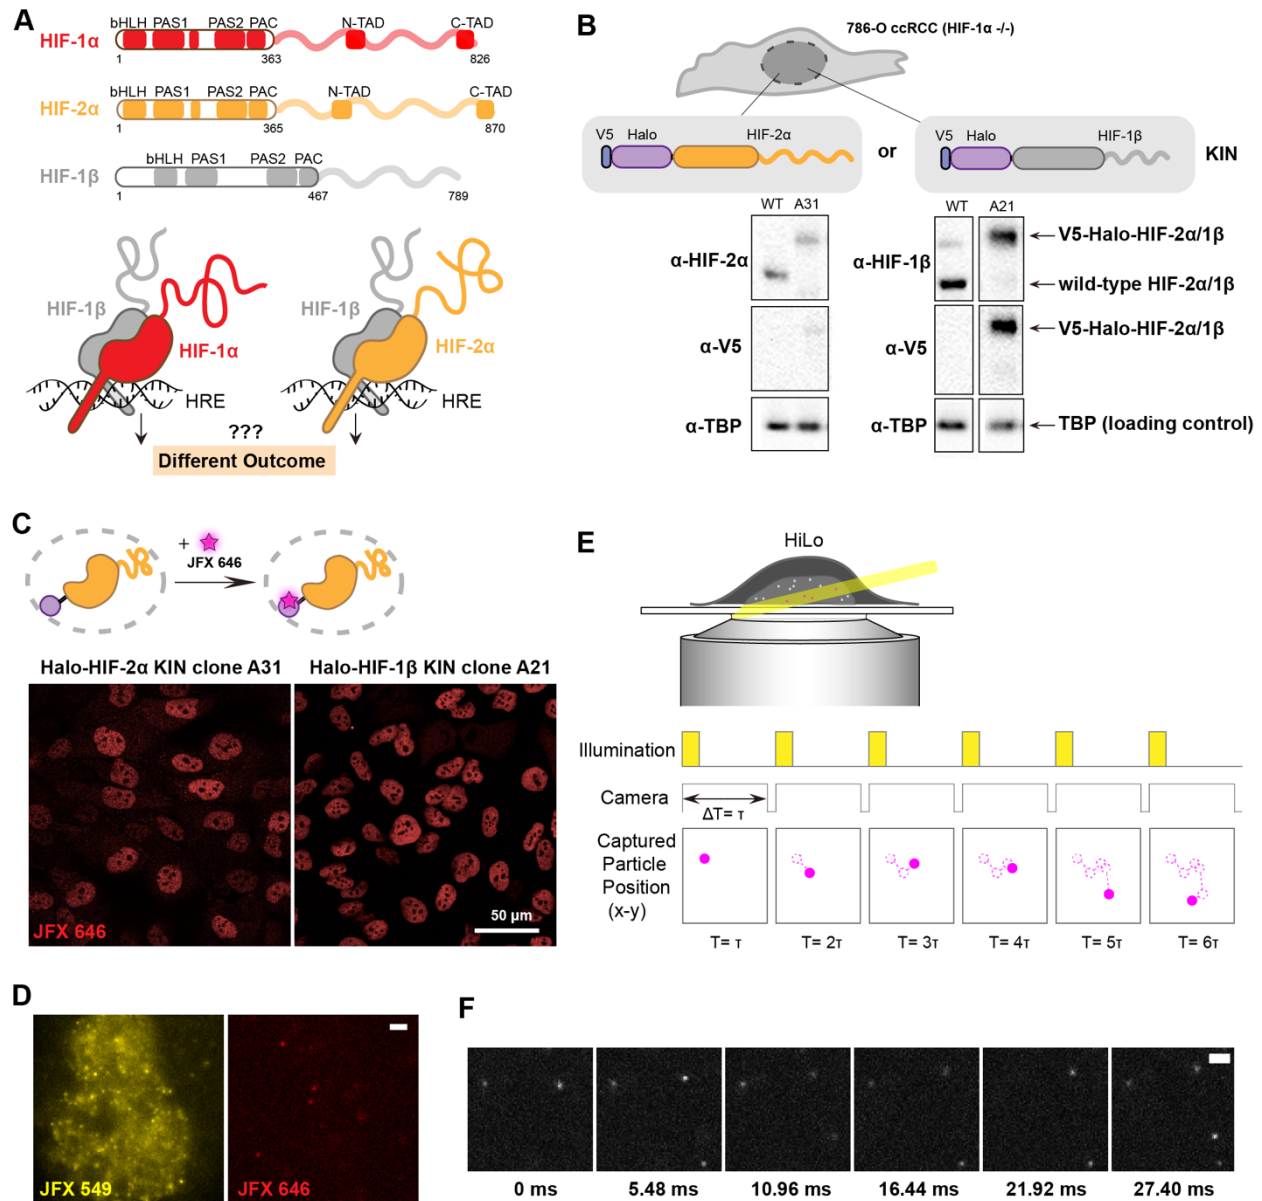 A
bHLH PAS1 PAS2 PAC N-TAD C-TAD
HIF-1α
1 363 826
bHLH PAS1 PAS2 PAC N-TAD C-TAD
HIF-2α
1 365 870
bHLH PAS1 PAS2 PAC
HIF-1β
1 467 789
HIF-1β
HIF-1α
HRE
HIF-1β
HIF-2α
HRE
???
Different Outcome
B
786-O ccRCC (HIF-1α -/-)
V5 Halo HIF-2α
or
V5 Halo HIF-1β
KIN
WT A31
WT A21
α-HIF-2α
α-HIF-1β
V5-Halo-HIF-2α/1β
wild-type HIF-2α/1β
α-V5
α-V5
V5-Halo-HIF-2α/1β
α-TBP
α-TBP
TBP (loading control)
C
+
JFX 646
Halo-HIF-2α KIN clone A31
Halo-HIF-1β KIN clone A21
JFX 646
50 µm
D
JFX 549
JFX 646
E
HiLo
Illumination
Camera
ΔT= τ
Captured
Particle
Position
(x-y)
T= τ T= 2τ T= 3τ T= 4τ T= 5τ T= 6τ
F
0 ms 5.48 ms 10.96 ms 16.44 ms 21.92 ms 27.40 ms